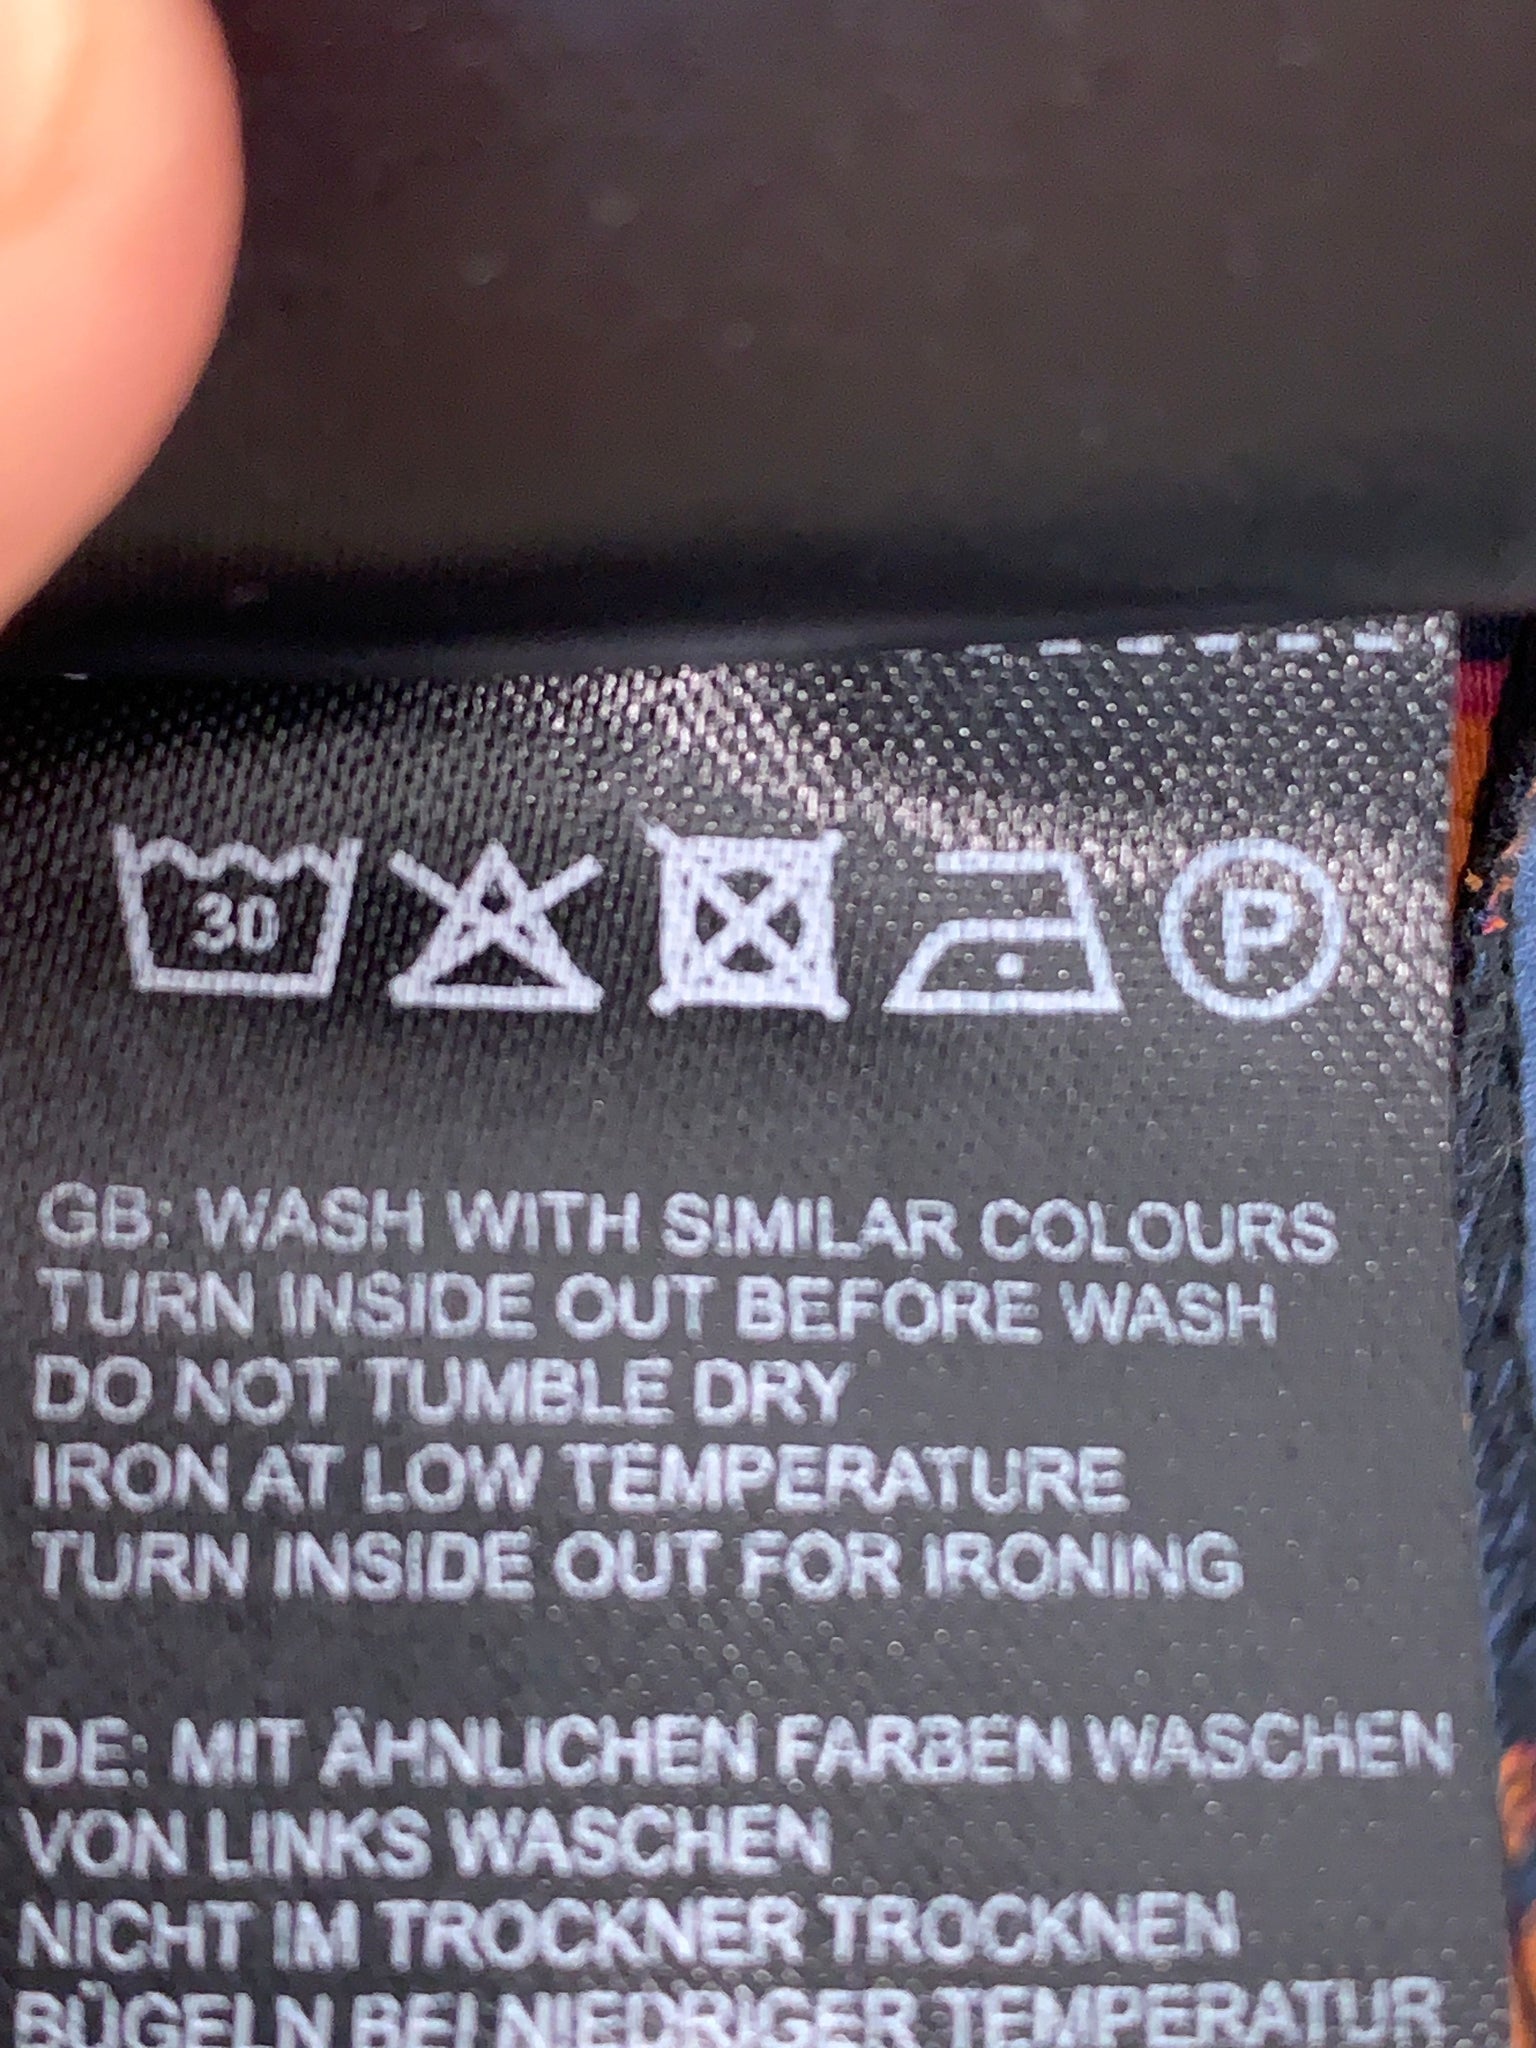 30 P
GB: WASH WITH SIMILAR COLOURS
TURN INSIDE OUT BEFORE WASH
DO NOT TUMBLE DRY
IRON AT LOW TEMPERATURE
TURN INSIDE OUT FOR IRONING
DE: MIT ÄHNLICHEN FARBEN WASCHEN
VON LINKS WASCHEN
NICHT IM TROCKNER TROCKNEN
BÜGELN BEI NIEDRIGER TEMPERATUR